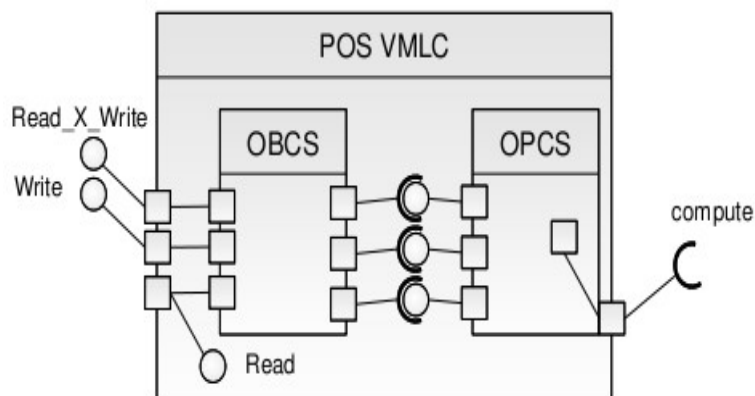 POS VMLC
Read_X_Write
OBCS
OPCS
Write
compute
Read